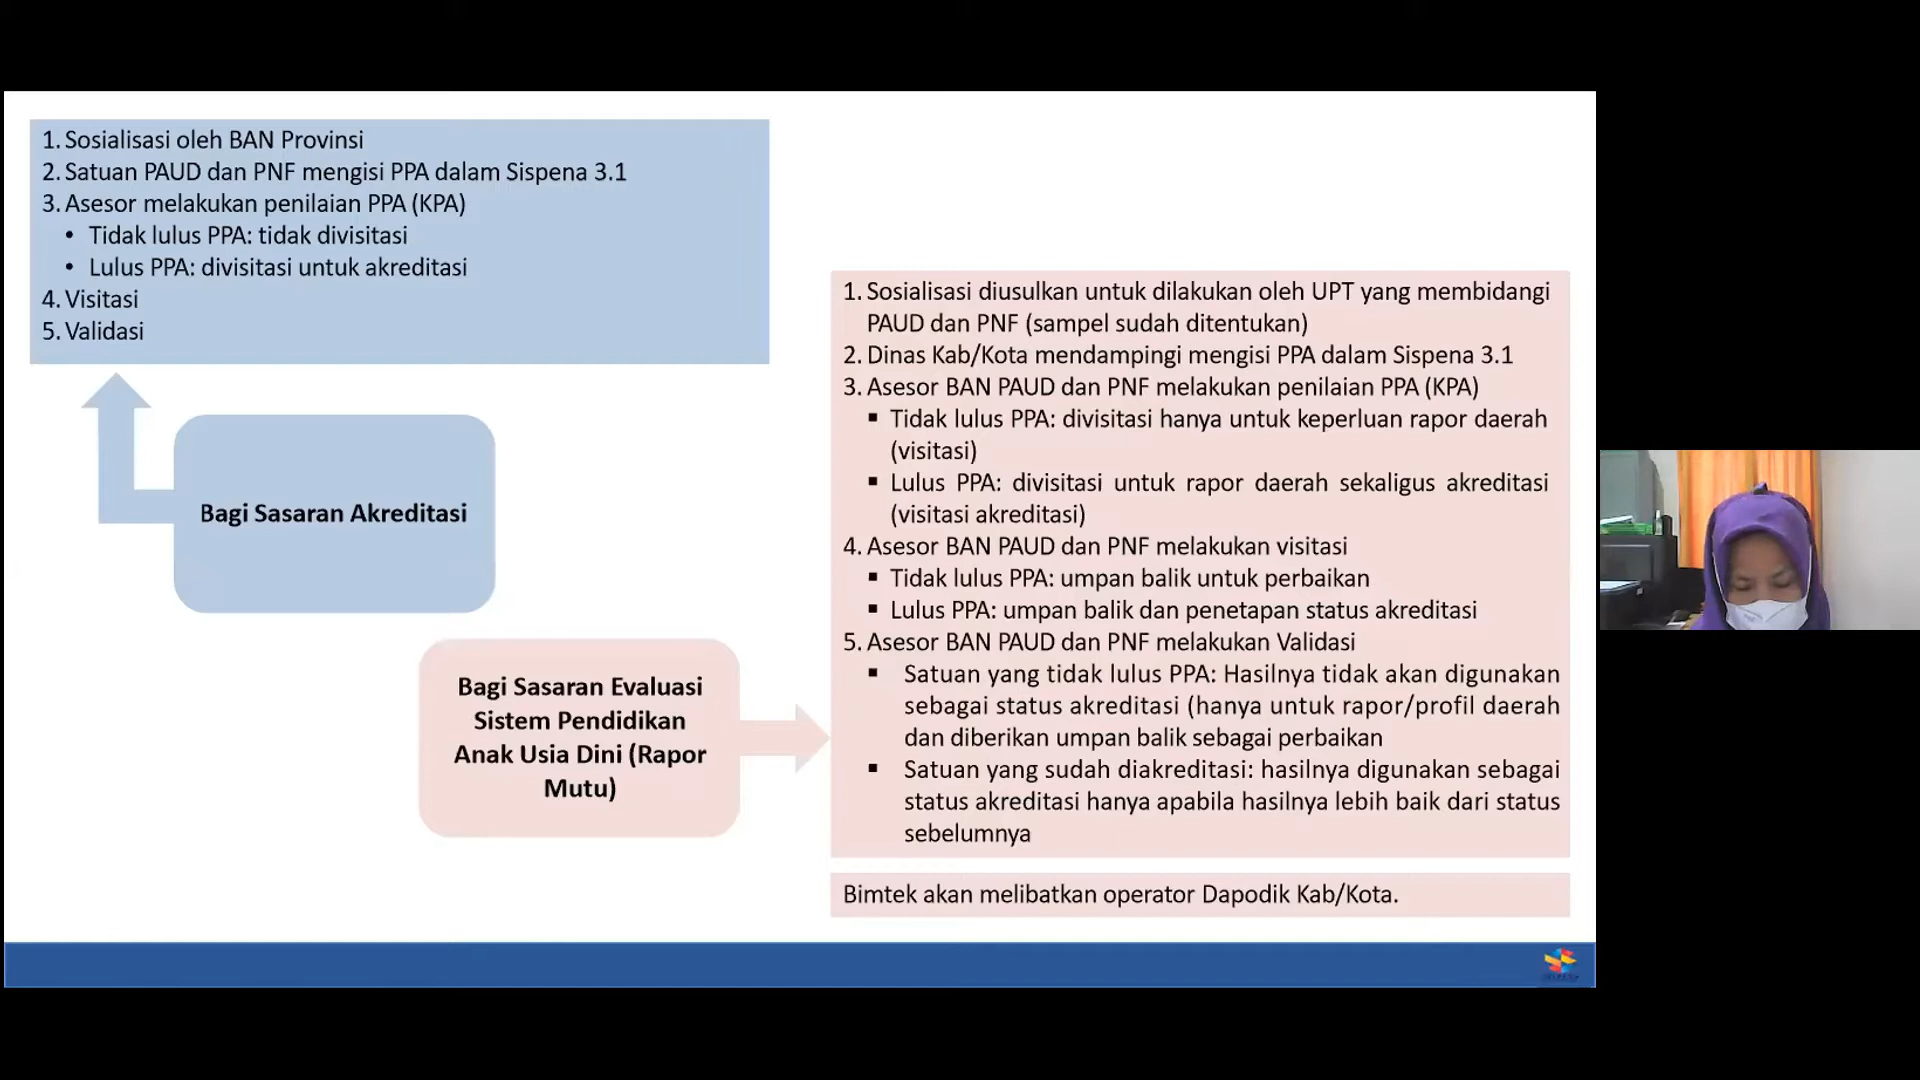 1. Sosialisasi oleh BAN Provinsi
2. Satuan PAUD dan PNF mengisi PPA dalam Sispena 3.1
3. Asesor melakukan penilaian PPA (KPA)
• Tidak lulus PPA: tidak divisitasi
• Lulus PPA: divisitasi untuk akreditasi
4. Visitasi
5. Validasi
Bagi Sasaran Akreditasi
Bagi Sasaran Evaluasi
Sistem Pendidikan
Anak Usia Dini (Rapor
Mutu)
1. Sosialisasi diusulkan untuk dilakukan oleh UPT yang membidangi
PAUD dan PNF (sampel sudah ditentukan)
2. Dinas Kab/Kota mendampingi mengisi PPA dalam Sispena 3.1
3. Asesor BAN PAUD dan PNF melakukan penilaian PPA (KPA)
▪ Tidak lulus PPA: divisitasi hanya untuk keperluan rapor daerah
(visitasi)
▪ Lulus PPA: divisitasi untuk rapor daerah sekaligus akreditasi
(visitasi akreditasi)
4. Asesor BAN PAUD dan PNF melakukan visitasi
▪ Tidak lulus PPA: umpan balik untuk perbaikan
▪ Lulus PPA: umpan balik dan penetapan status akreditasi
5. Asesor BAN PAUD dan PNF melakukan Validasi
▪ Satuan yang tidak lulus PPA: Hasilnya tidak akan digunakan
sebagai status akreditasi (hanya untuk rapor/profil daerah
dan diberikan umpan balik sebagai perbaikan
▪ Satuan yang sudah diakreditasi: hasilnya digunakan sebagai
status akreditasi hanya apabila hasilnya lebih baik dari status
sebelumnya
Bimtek akan melibatkan operator Dapodik Kab/Kota.